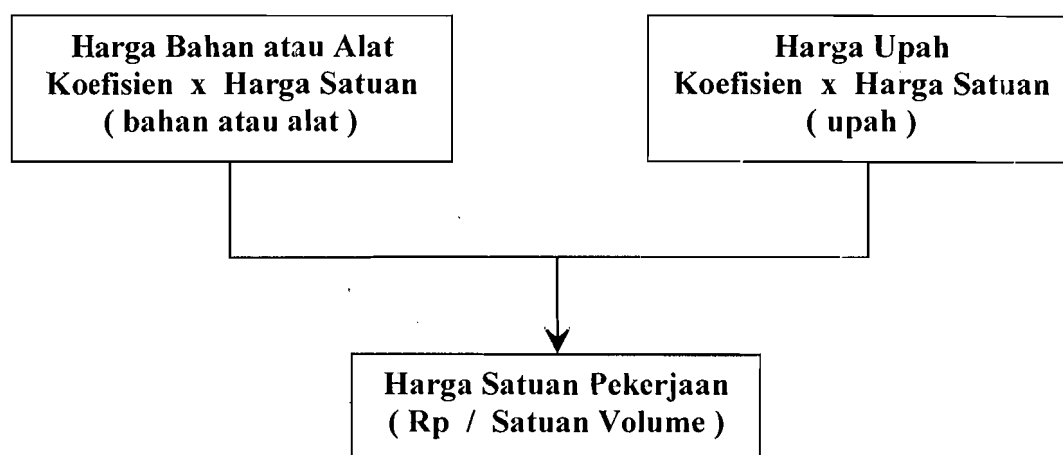 Harga Bahan atau Alat
Koefisien x Harga Satuan
( bahan atau alat )
Harga Upah
Koefisien x Harga Satuan
( upah )
Harga Satuan Pekerjaan
( Rp / Satuan Volume )